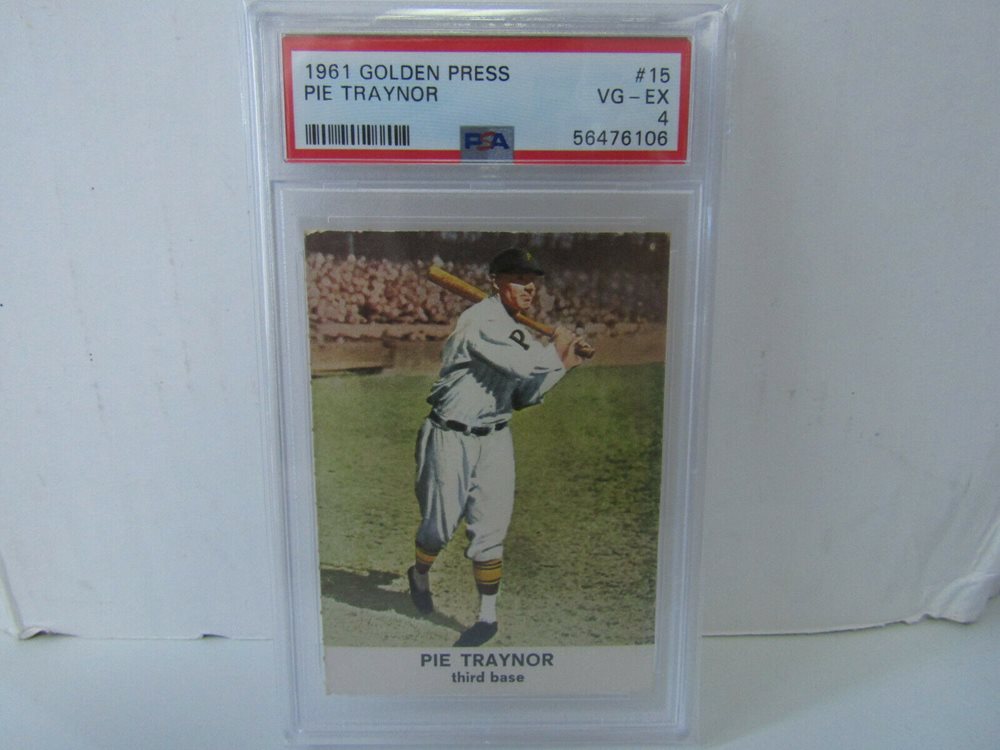 1961 GOLDEN PRESS #15
PIE TRAYNOR VG-EX
4
PSA 56476106
P
PIE TRAYNOR
third base